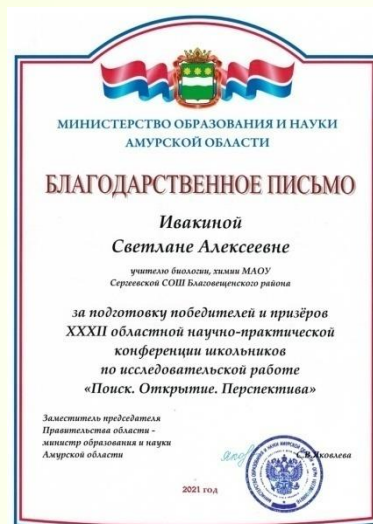 МИНИСТЕРСТВО ОБРАЗОВАНИЯ И НАУКИ
АМУРСКОЙ ОБЛАСТИ
БЛАГОДАРСТВЕННОЕ ПИСЬМО
Ивакиной
Светлане Алексеевне
учителю биологии, химии МАОУ
Сергеевской СОШ Благовещенского района
за подготовку победителей и призёров
XXXII областной научно-практической
конференции школьников
по исследовательской работе
«Поиск. Открытие. Перспектива»
Заместитель председателя
Правительства области –
министр образования и науки
Амурской области
С.В.Яковлева
2021 год